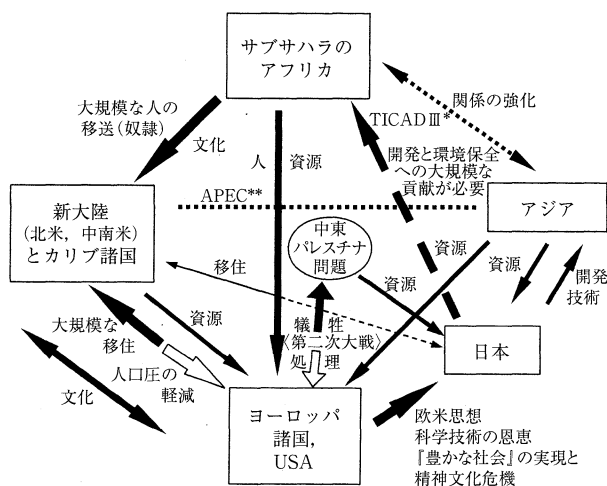 サブサハラの
アフリカ
大規模な人の
移送(奴隷)
文化
人
資源
関係の強化
TICADⅢ*
開発と環境保全
への大規模な
貢献が必要
APEC**
新大陸
(北米，中南米)
とカリブ諸国
アジア
中東
パレスチナ
問題
移住
資源
資源
資源
開発
技術
大規模な
移住
資源
犠牲
〈第二次大戦〉
処理
日本
人口圧の
軽減
文化
ヨーロッパ
諸国，
USA
欧米思想
科学技術の恩恵
『豊かな社会』の実現と
精神文化危機